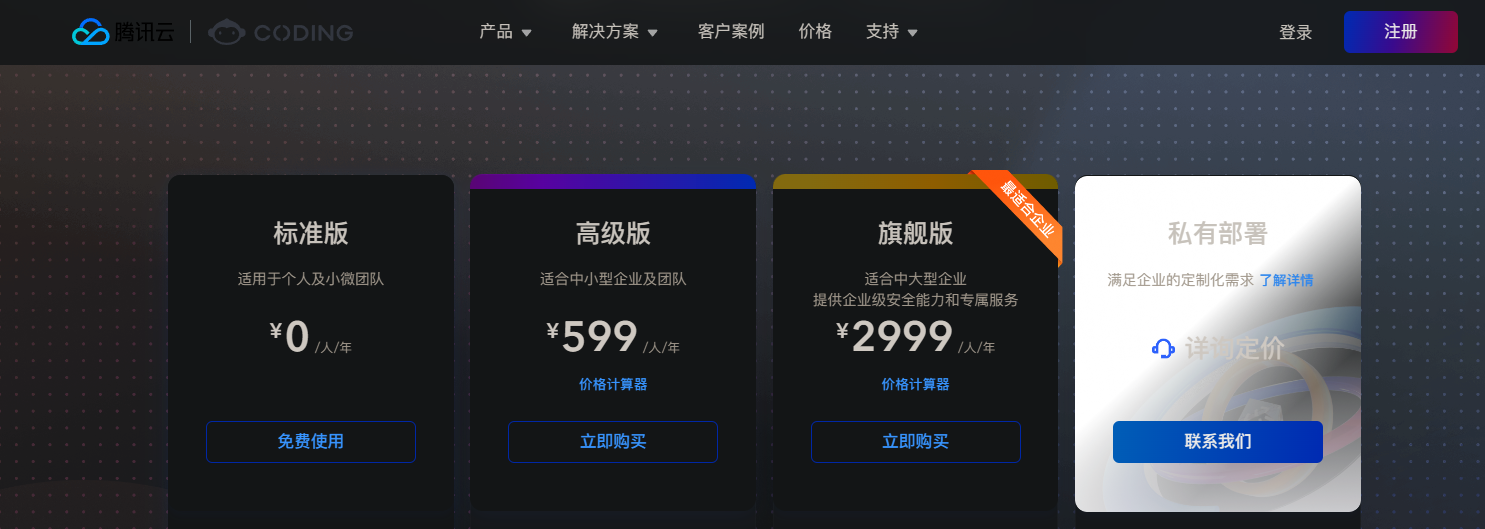 腾讯云 CODING 产品 解决方案 客户案例 价格 支持 登录 注册
最适合企业
标准版 高级版 旗舰版 私有部署
适用于个人及小微团队 适合中小型企业及团队 适合中大型企业 满足企业的定制化需求 了解详情
提供企业级安全能力和专属服务
¥0 /人/年 ¥599 /人/年 ¥2999 /人/年 详询定价
价格计算器 价格计算器
免费使用 立即购买 立即购买 联系我们